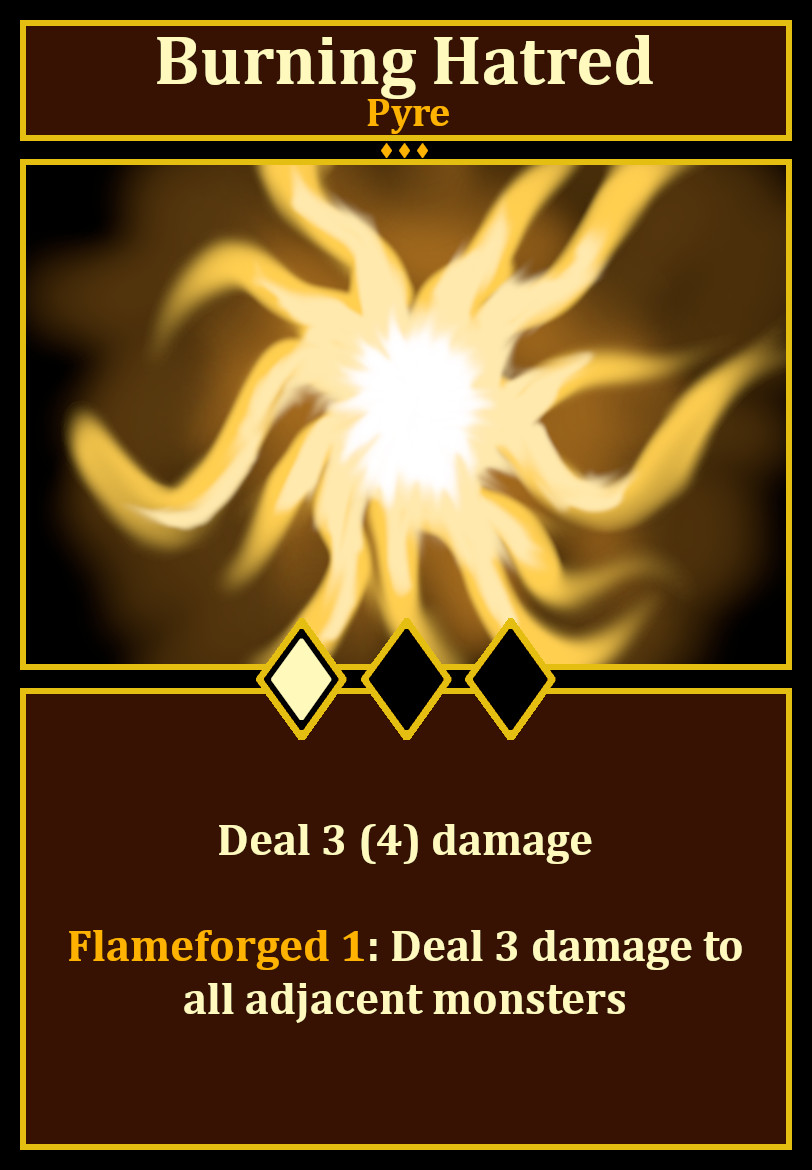 Burning Hatred
Pyre
Deal 3 (4) damage
Flameforged 1: Deal 3 damage to
all adjacent monsters